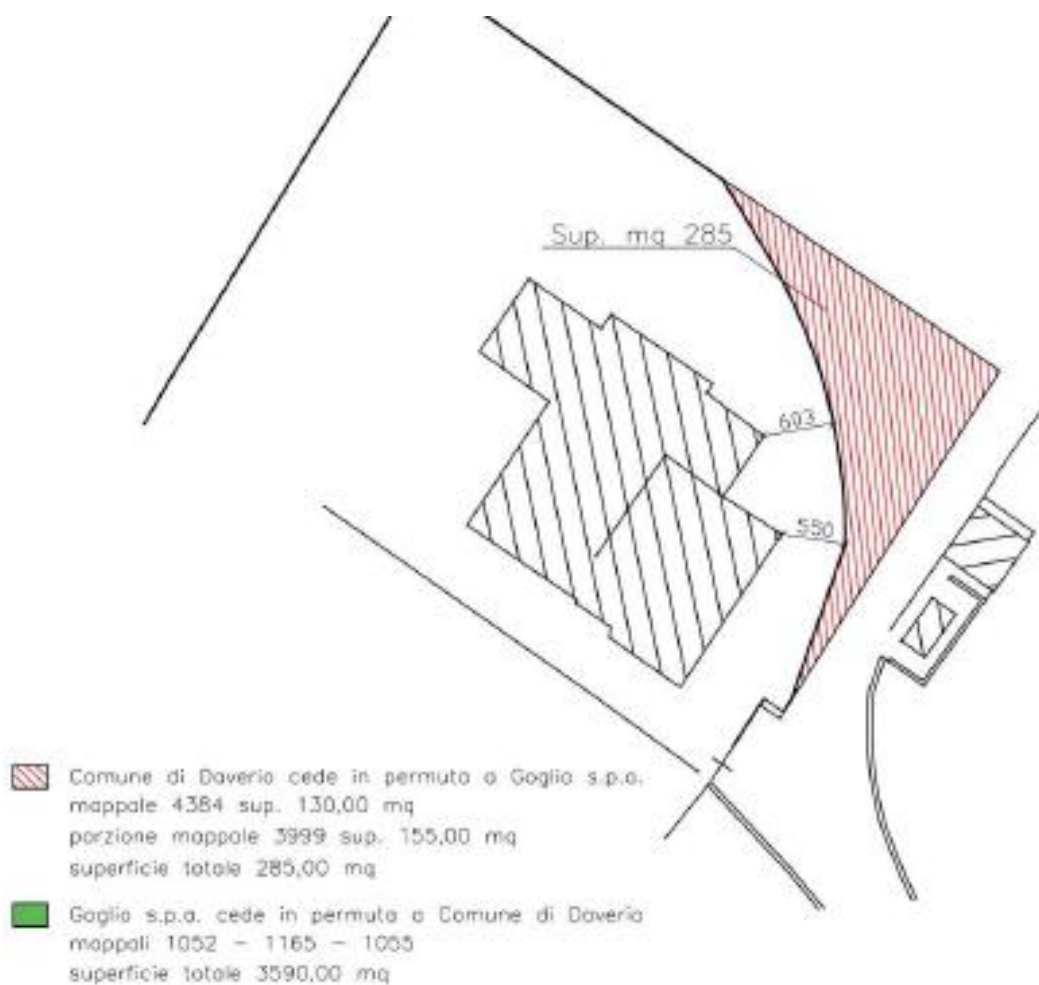 Sup. mq 285
603
550
Comune di Daverio cede in permuta a Goglio s.p.a.
mappale 4384 sup. 130,00 mq
porzione mappale 3999 sup. 155,00 mq
superficie totale 285,00 mq
Goglio s.p.a. cede in permuta a Comune di Daverio
mappali 1052 - 1165 - 1055
superficie totale 3590,00 mq